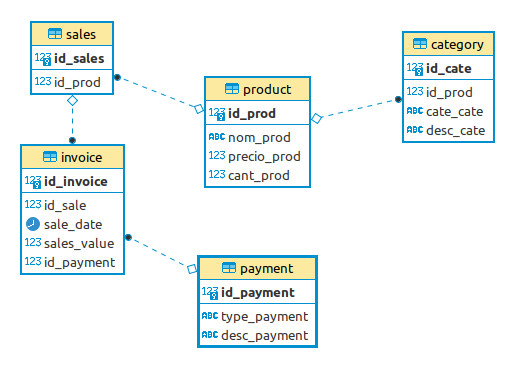 sales
123 id_sales
123 id_prod
category
123 id_cate
123 id_prod
ABC cate_cate
ABC desc_cate
product
123 id_prod
ABC nom_prod
123 precio_prod
123 cant_prod
invoice
123 id_invoice
123 id_sale
sale_date
123 sales_value
123 id_payment
payment
123 id_payment
ABC type_payment
ABC desc_payment